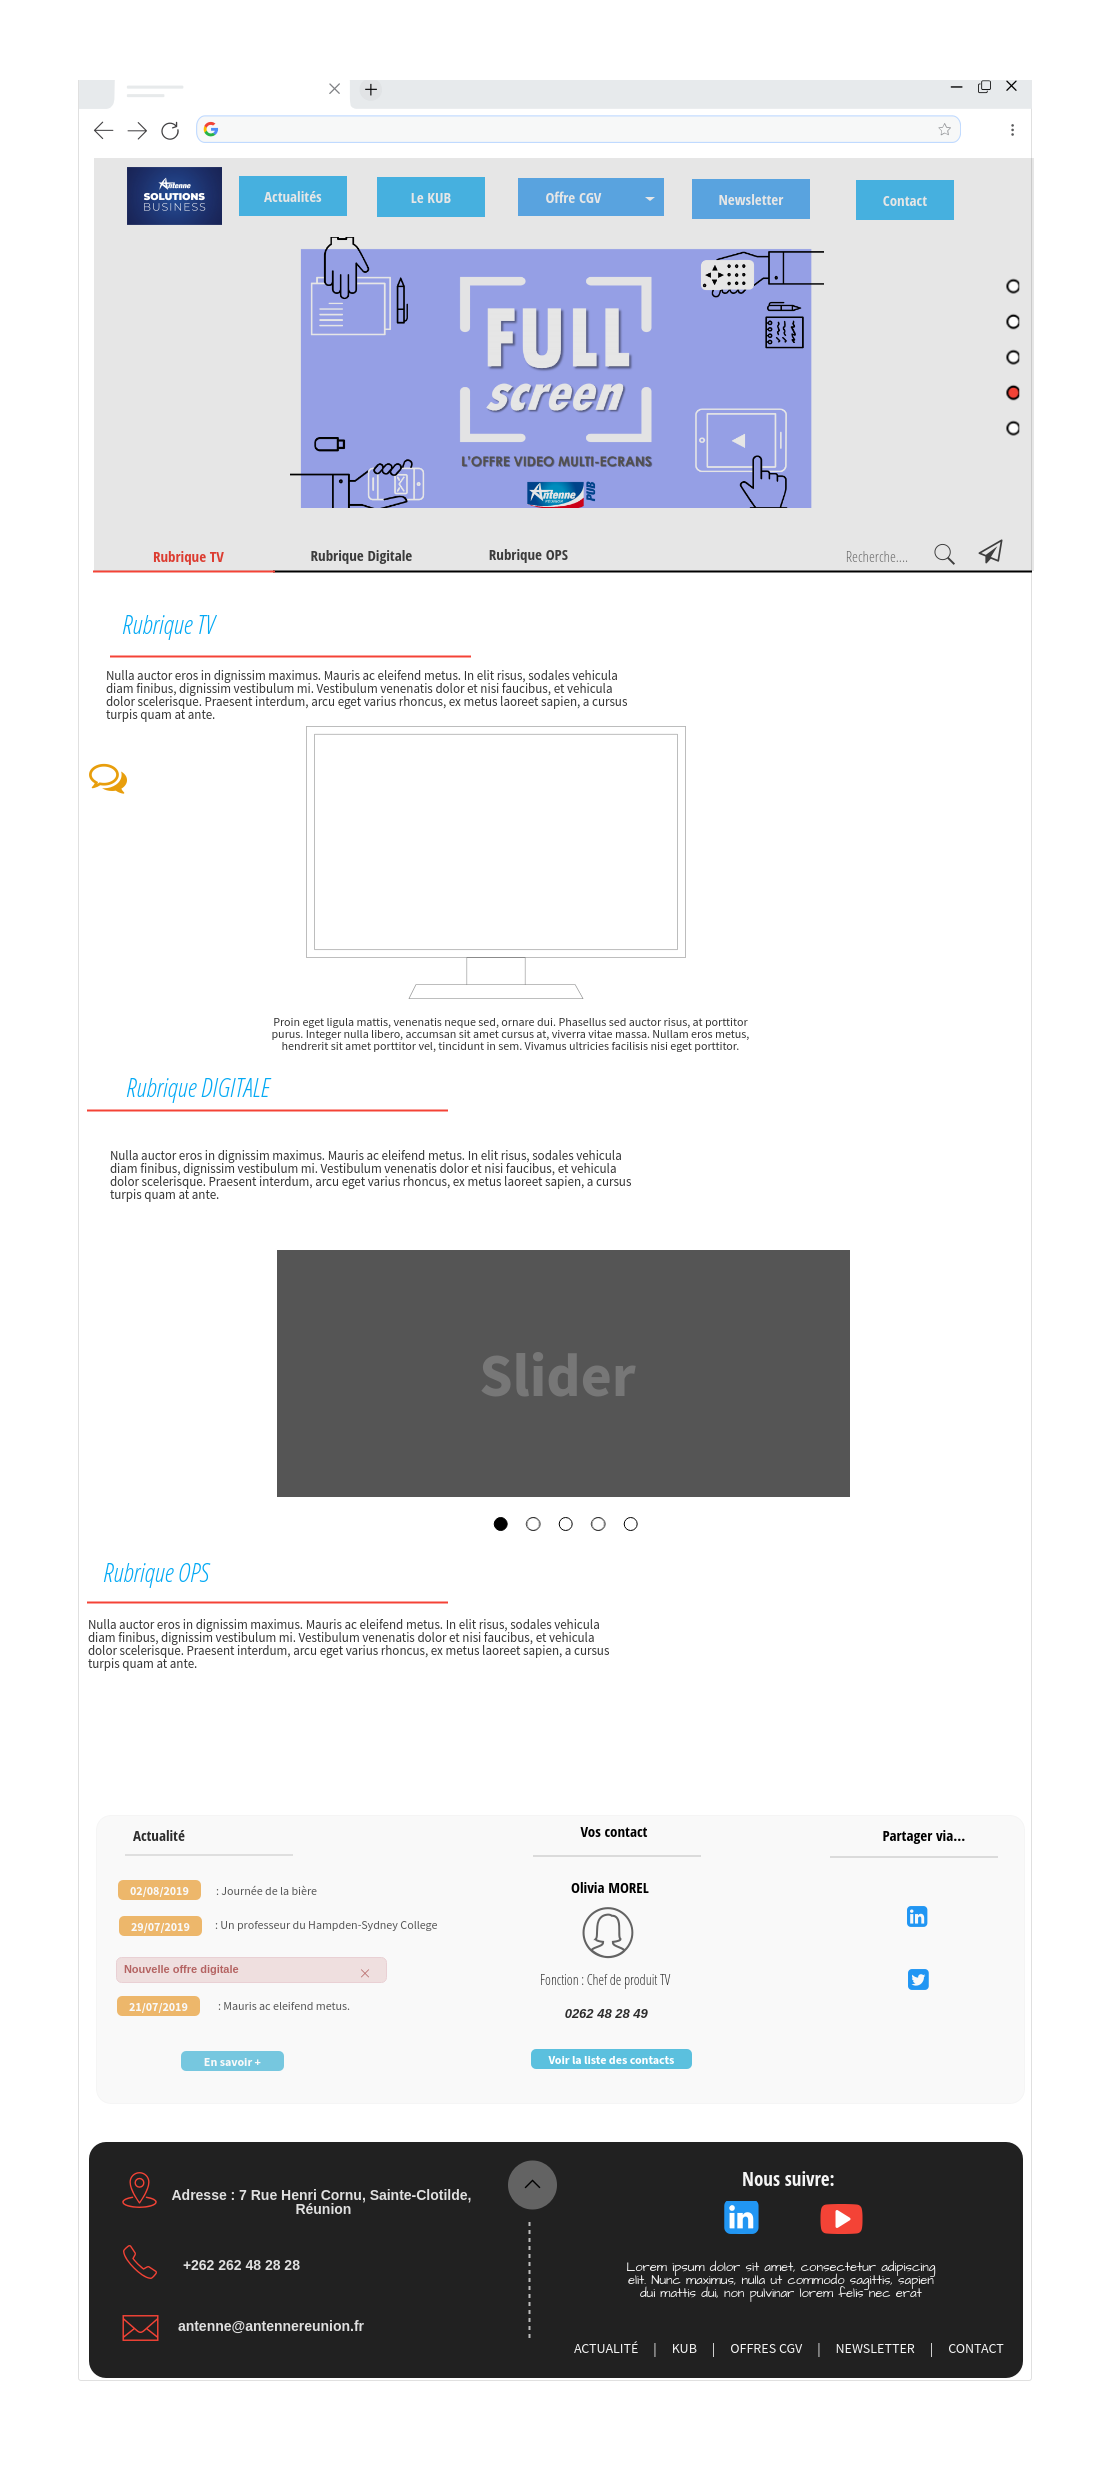 Antenne
SOLUTIONS
BUSINESS
Actualités
Le KUB
Offre CGV
Newsletter
Contact
FULL
screen
L'OFFRE VIDEO MULTI-ECRANS
Antenne
PUB
Rubrique TV
Rubrique Digitale
Rubrique OPS
Recherche....
Rubrique TV
Nulla auctor eros in dignissim maximus. Mauris ac eleifend metus. In elit risus, sodales vehicula
diam finibus, dignissim vestibulum mi. Vestibulum venenatis dolor et nisi faucibus, et vehicula
dolor scelerisque. Praesent interdum, arcu eget varius rhoncus, ex metus laoreet sapien, a cursus
turpis quam at ante.
Proin eget ligula mattis, venenatis neque sed, ornare dui. Phasellus sed auctor risus, at porttitor
purus. Integer nulla libero, accumsan sit amet cursus at, viverra vitae massa. Nullam eros metus,
hendrerit sit amet porttitor vel, tincidunt in sem. Vivamus ultricies facilisis nisi eget porttitor.
Rubrique DIGITALE
Nulla auctor eros in dignissim maximus. Mauris ac eleifend metus. In elit risus, sodales vehicula
diam finibus, dignissim vestibulum mi. Vestibulum venenatis dolor et nisi faucibus, et vehicula
dolor scelerisque. Praesent interdum, arcu eget varius rhoncus, ex metus laoreet sapien, a cursus
turpis quam at ante.
Slider
Rubrique OPS
Nulla auctor eros in dignissim maximus. Mauris ac eleifend metus. In elit risus, sodales vehicula
diam finibus, dignissim vestibulum mi. Vestibulum venenatis dolor et nisi faucibus, et vehicula
dolor scelerisque. Praesent interdum, arcu eget varius rhoncus, ex metus laoreet sapien, a cursus
turpis quam at ante.
Actualité
02/08/2019 : Journée de la bière
29/07/2019 : Un professeur du Hampden-Sydney College
Nouvelle offre digitale
21/07/2019 : Mauris ac eleifend metus.
En savoir +
Vos contact
Olivia MOREL
Fonction : Chef de produit TV
0262 48 28 49
Voir la liste des contacts
Partager via...
Adresse : 7 Rue Henri Cornu, Sainte-Clotilde,
Réunion
+262 262 48 28 28
antenne@antennereunion.fr
Nous suivre:
Lorem ipsum dolor sit amet, consectetur adipiscing
elit. Nunc maximus, nulla ut commodo sagittis, sapien
dui mattis dui, non pulvinar lorem felis nec erat
ACTUALITÉ | KUB | OFFRES CGV | NEWSLETTER | CONTACT